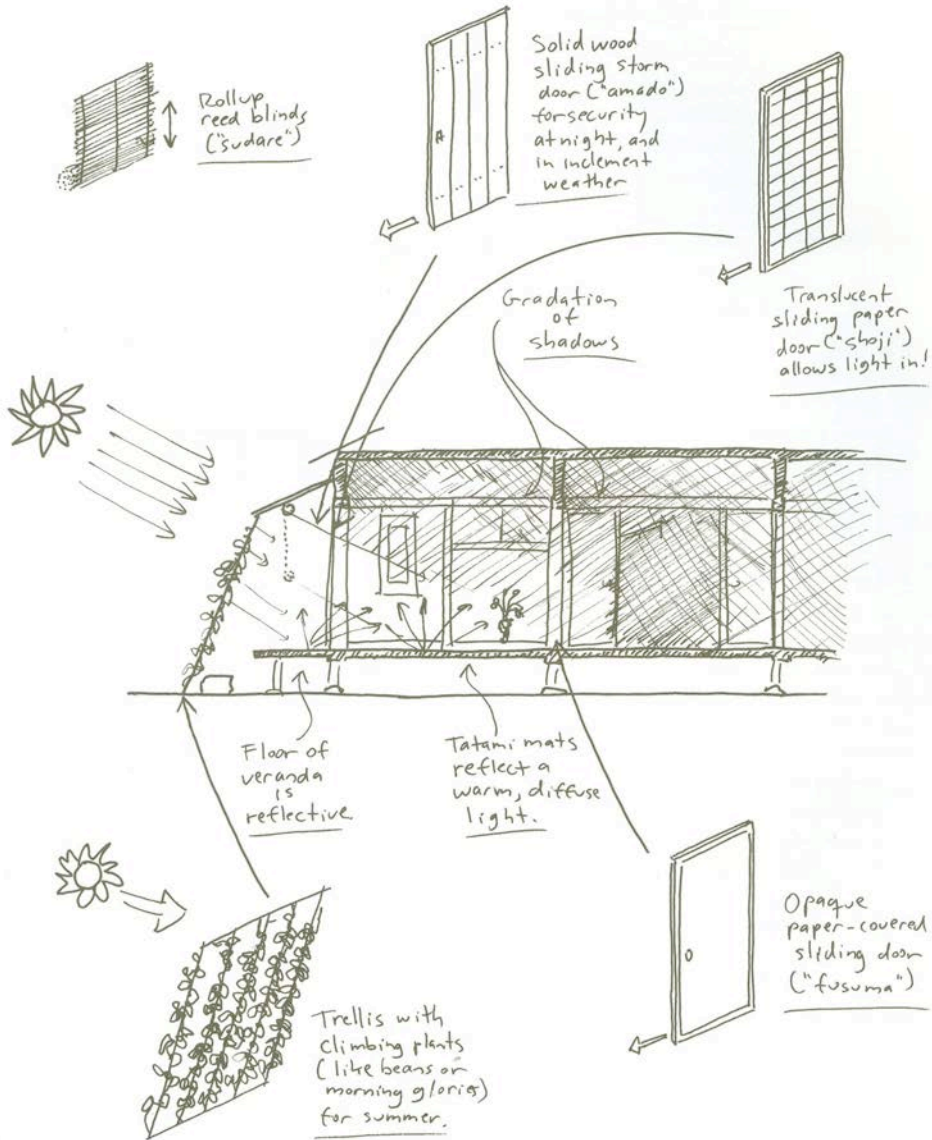 Rollup
reed blinds
("sudare")
Solid wood
sliding storm
door ("amado")
for security
at night, and
in inclement
weather
Translucent
sliding paper
door ("shoji")
allows light in!
Gradation
of
shadows
Floor of
veranda
is
reflective
Tatami mats
reflect a
warm, diffuse
light.
Trellis with
climbing plants
(like beans or
morning glories)
for summer.
Opaque
paper-covered
sliding door
("fusuma")